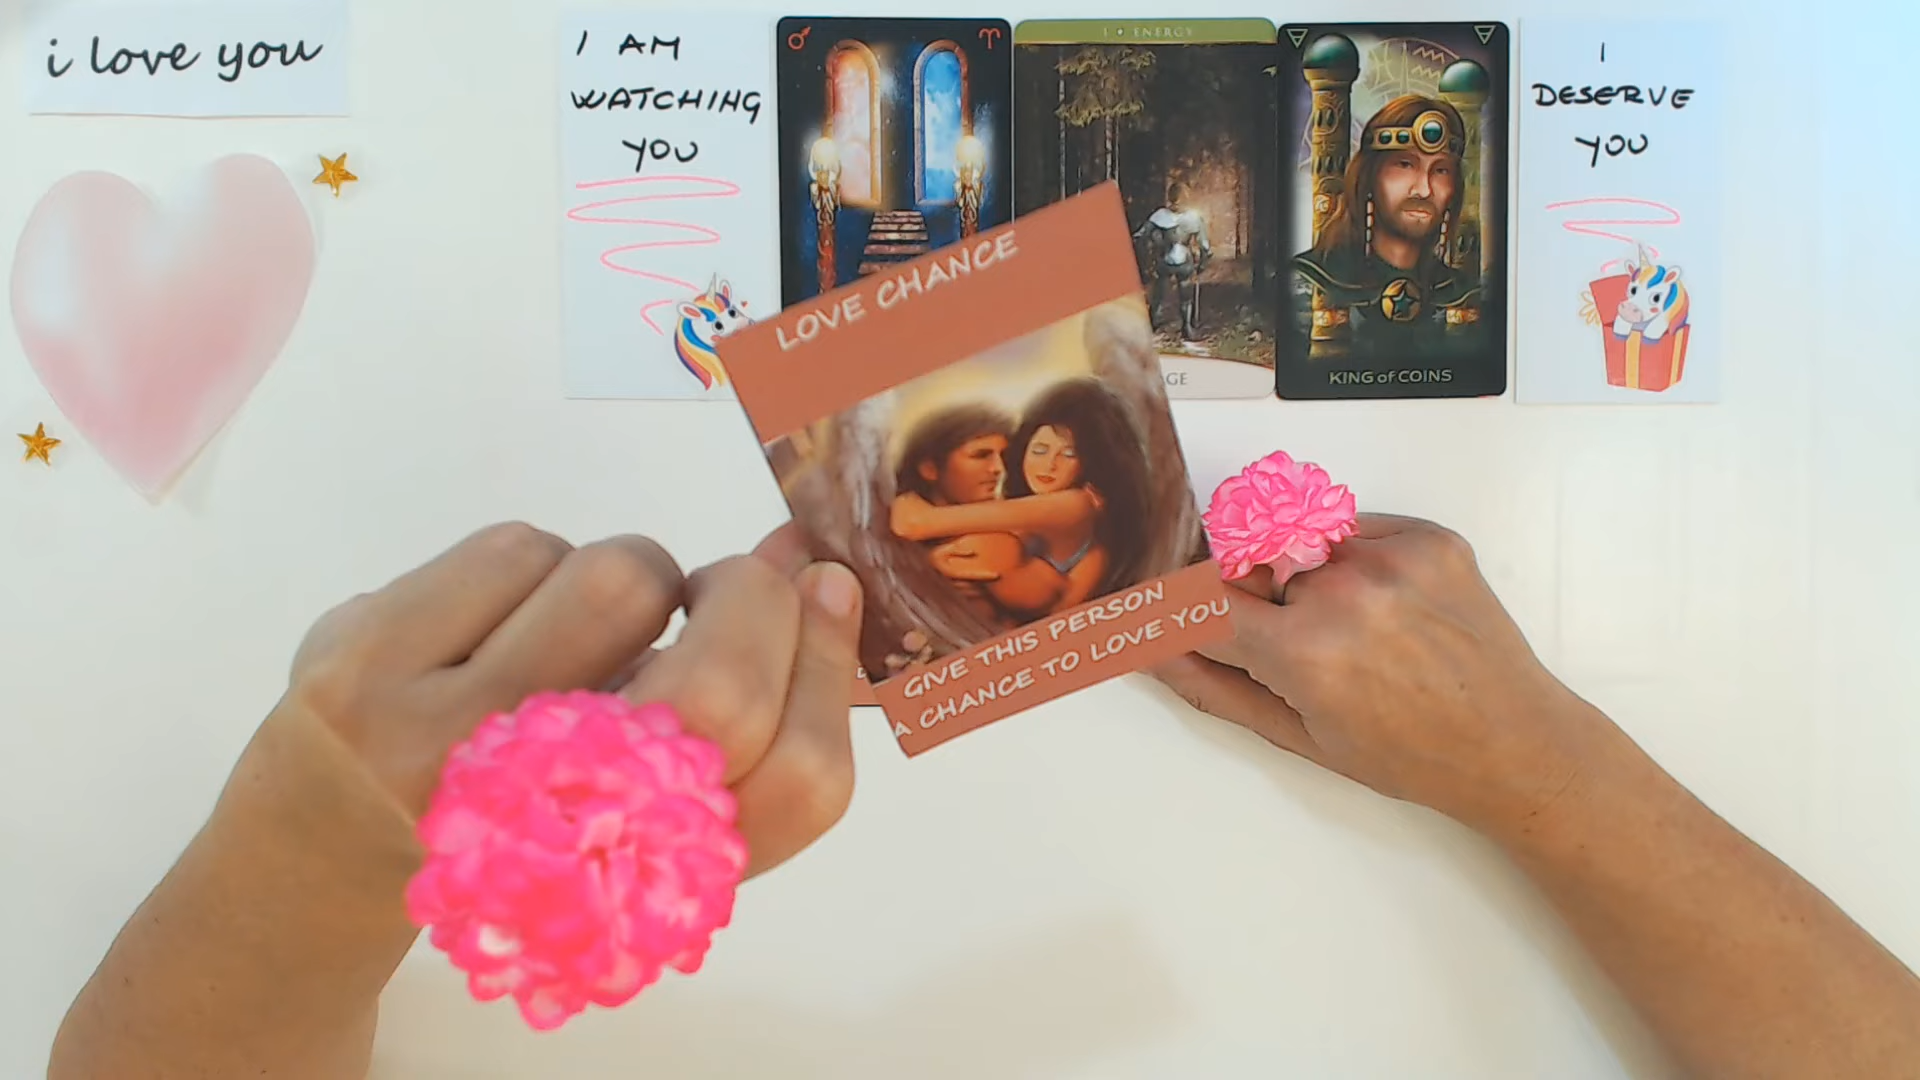 i love you
I AM
WATCHING
YOU
I • ENERGY
GE
KING of COINS
I
DESERVE
YOU
LOVE CHANCE
GIVE THIS PERSON
A CHANCE TO LOVE YOU